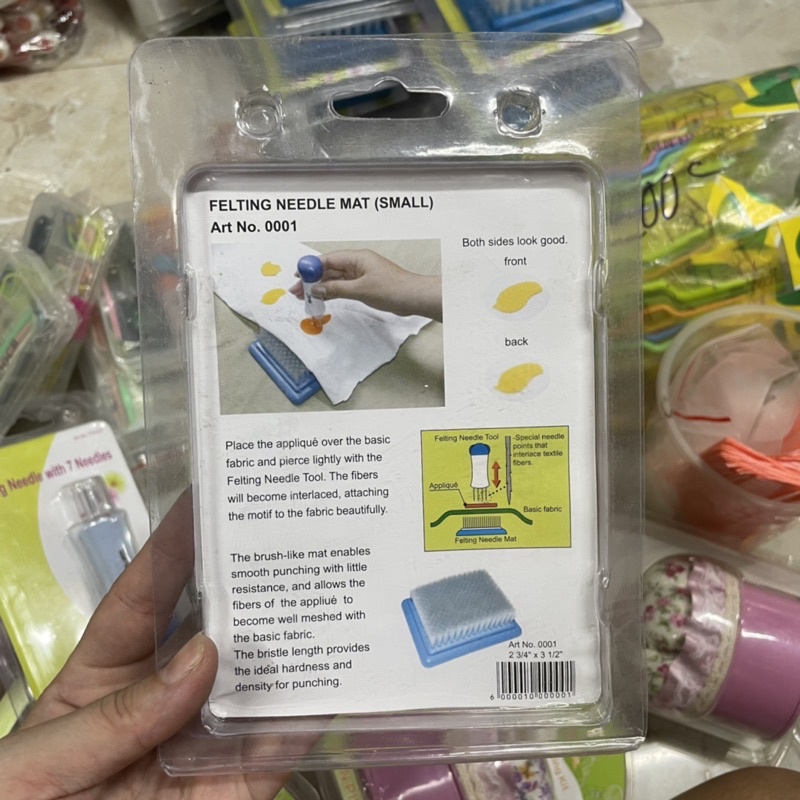 FELTING NEEDLE MAT (SMALL)
Art No. 0001
Both sides look good.
front
back
Place the appliqué over the basic
fabric and pierce lightly with the
Felting Needle Tool. The fibers
will become interlaced, attaching
the motif to the fabric beautifully.
Felting Needle Tool
-Special needle
points that
interlace textile
fibers.
Appliqué
Basic fabric
Felting Needle Mat
The brush-like mat enables
smooth punching with little
resistance, and allows the
fibers of the appliué to
become well meshed with
the basic fabric.
The bristle length provides
the ideal hardness and
density for punching.
Art No. 0001
2 3/4" x 3 1/2"
6 000010 000001
g Needle with 7 Needles